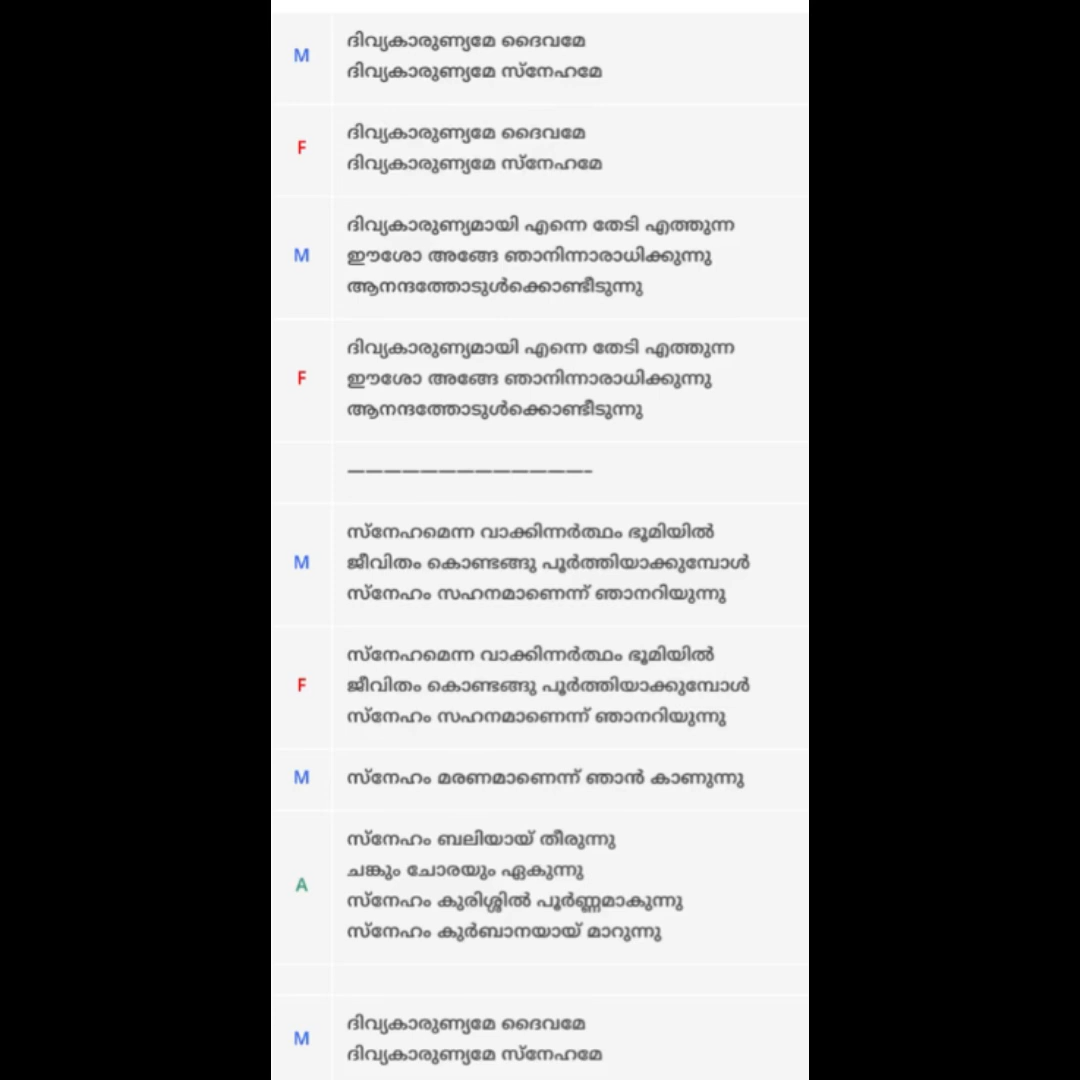 M
ദിവ്യകാരുണ്യമേ ദൈവമേ
ദിവ്യകാരുണ്യമേ സ്നേഹമേ
F
ദിവ്യകാരുണ്യമേ ദൈവമേ
ദിവ്യകാരുണ്യമേ സ്നേഹമേ
M
ദിവ്യകാരുണ്യമായി എന്നെ തേടി എത്തുന്ന
ഈശോ അങ്ങേ ഞാനിന്നാരാധിക്കുന്നു
ആനന്ദത്തോടുൾക്കൊണ്ടീടുന്നു
F
ദിവ്യകാരുണ്യമായി എന്നെ തേടി എത്തുന്ന
ഈശോ അങ്ങേ ഞാനിന്നാരാധിക്കുന്നു
ആനന്ദത്തോടുൾക്കൊണ്ടീടുന്നു
—————————————–
M
സ്നേഹമെന്ന വാക്കിന്നർത്ഥം ഭൂമിയിൽ
ജീവിതം കൊണ്ടങ്ങു പൂർത്തിയാക്കുമ്പോൾ
സ്നേഹം സഹനമാണെന്ന് ഞാനറിയുന്നു
F
സ്നേഹമെന്ന വാക്കിന്നർത്ഥം ഭൂമിയിൽ
ജീവിതം കൊണ്ടങ്ങു പൂർത്തിയാക്കുമ്പോൾ
സ്നേഹം സഹനമാണെന്ന് ഞാനറിയുന്നു
M
സ്നേഹം മരണമാണെന്ന് ഞാൻ കാണുന്നു
A
സ്നേഹം ബലിയായ് തീരുന്നു
ചങ്കും ചോരയും ഏകുന്നു
സ്നേഹം കുരിശ്ശിൽ പൂർണ്ണമാകുന്നു
സ്നേഹം കുർബാനയായ് മാറുന്നു
M
ദിവ്യകാരുണ്യമേ ദൈവമേ
ദിവ്യകാരുണ്യമേ സ്നേഹമേ